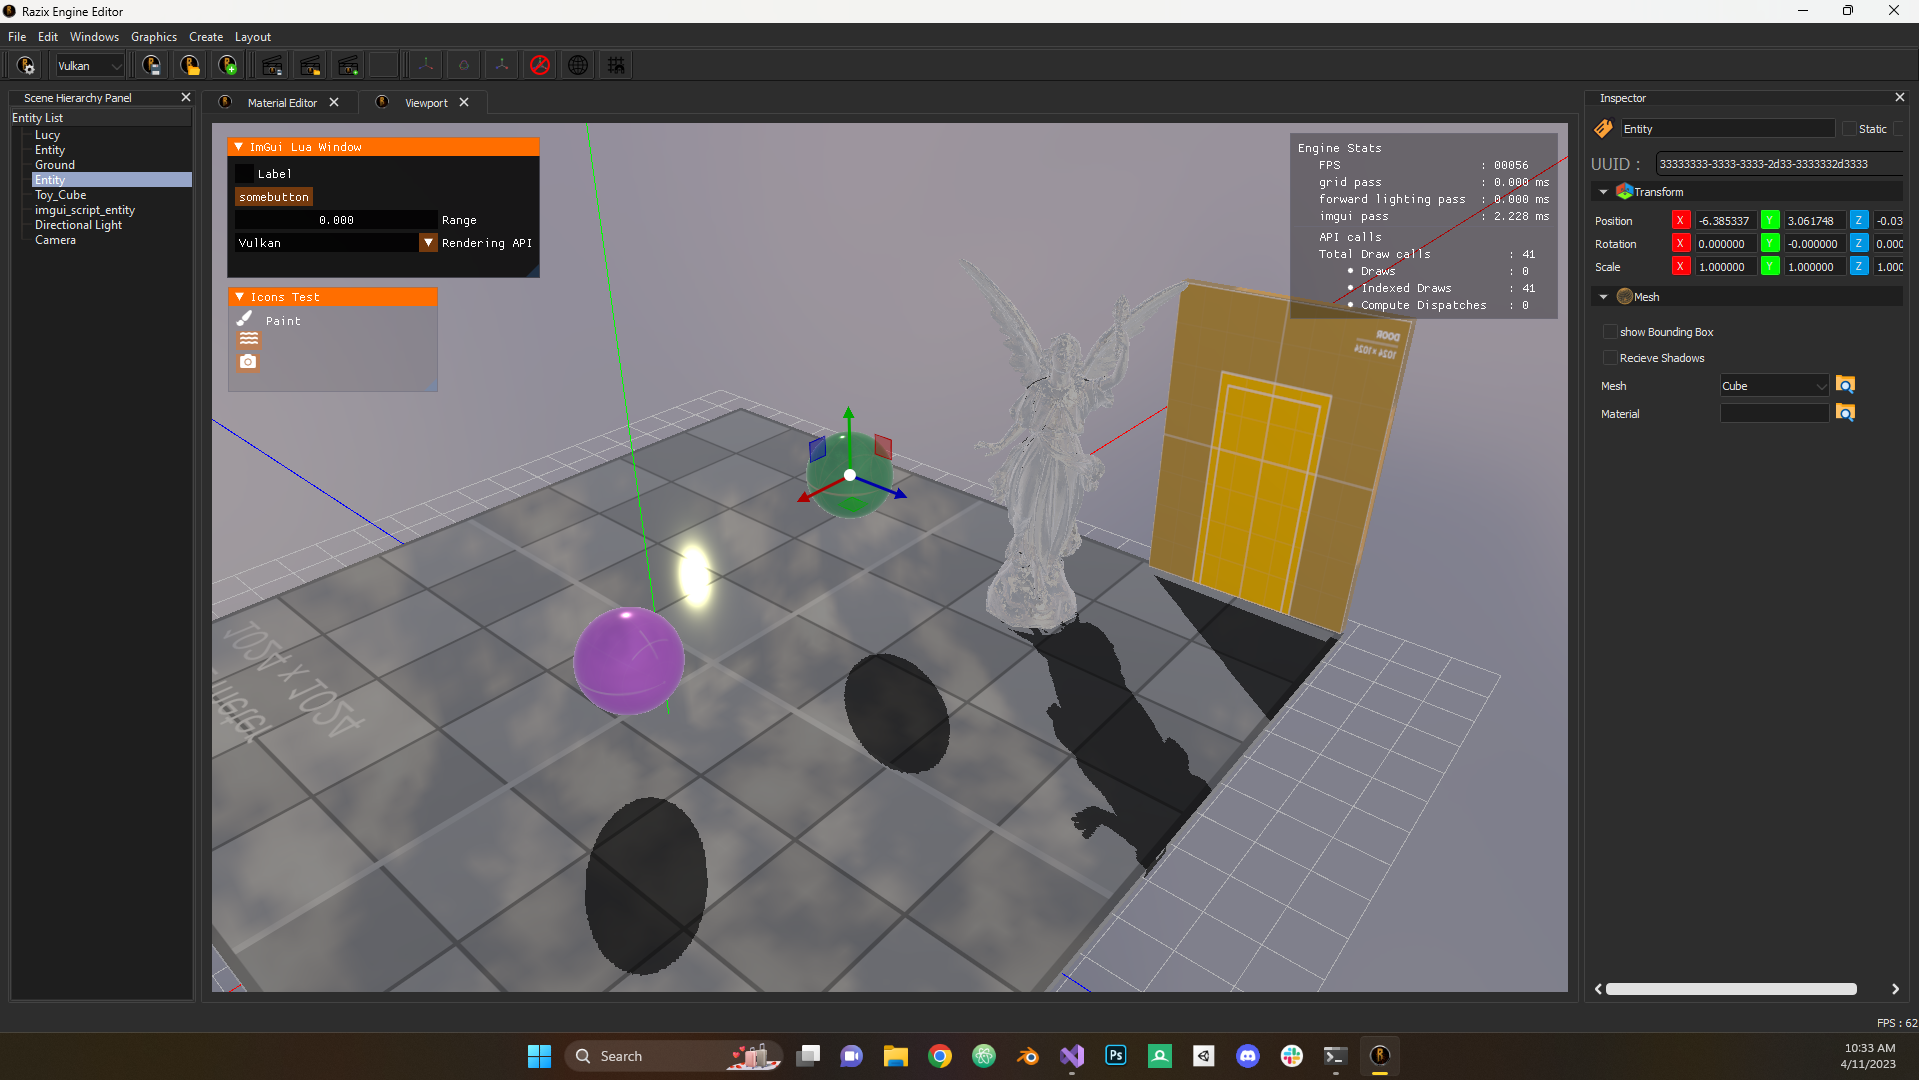 Razix Engine Editor
File Edit Windows Graphics Create Layout
Vulkan
Scene Hierarchy Panel
Entity List
Lucy
Entity
Ground
Entity
Toy_Cube
imgui_script_entity
Directional Light
Camera
Material Editor
Viewport
ImGui Lua Window
Label
somebutton
0.000 Range
Vulkan Rendering API
Icons Test
Paint
Engine Stats
FPS : 00056
grid pass : 0.000 ms
forward lighting pass : 0.000 ms
imgui pass : 2.228 ms
API calls
Total Draw calls : 41
Draws : 0
Indexed Draws : 41
Compute Dispatches : 0
DOOR
1024 x 1024
Inspector
Entity Static
UUID : 33333333-3333-3333-2d33-3333332d3333
Transform
Position X -6.385337 Y 3.061748 Z -0.03
Rotation X 0.000000 Y -0.000000 Z 0.000
Scale X 1.000000 Y 1.000000 Z 1.000
Mesh
show Bounding Box
Recieve Shadows
Mesh Cube
Material
FPS : 62
Search
Ps
10:33 AM
4/11/2023